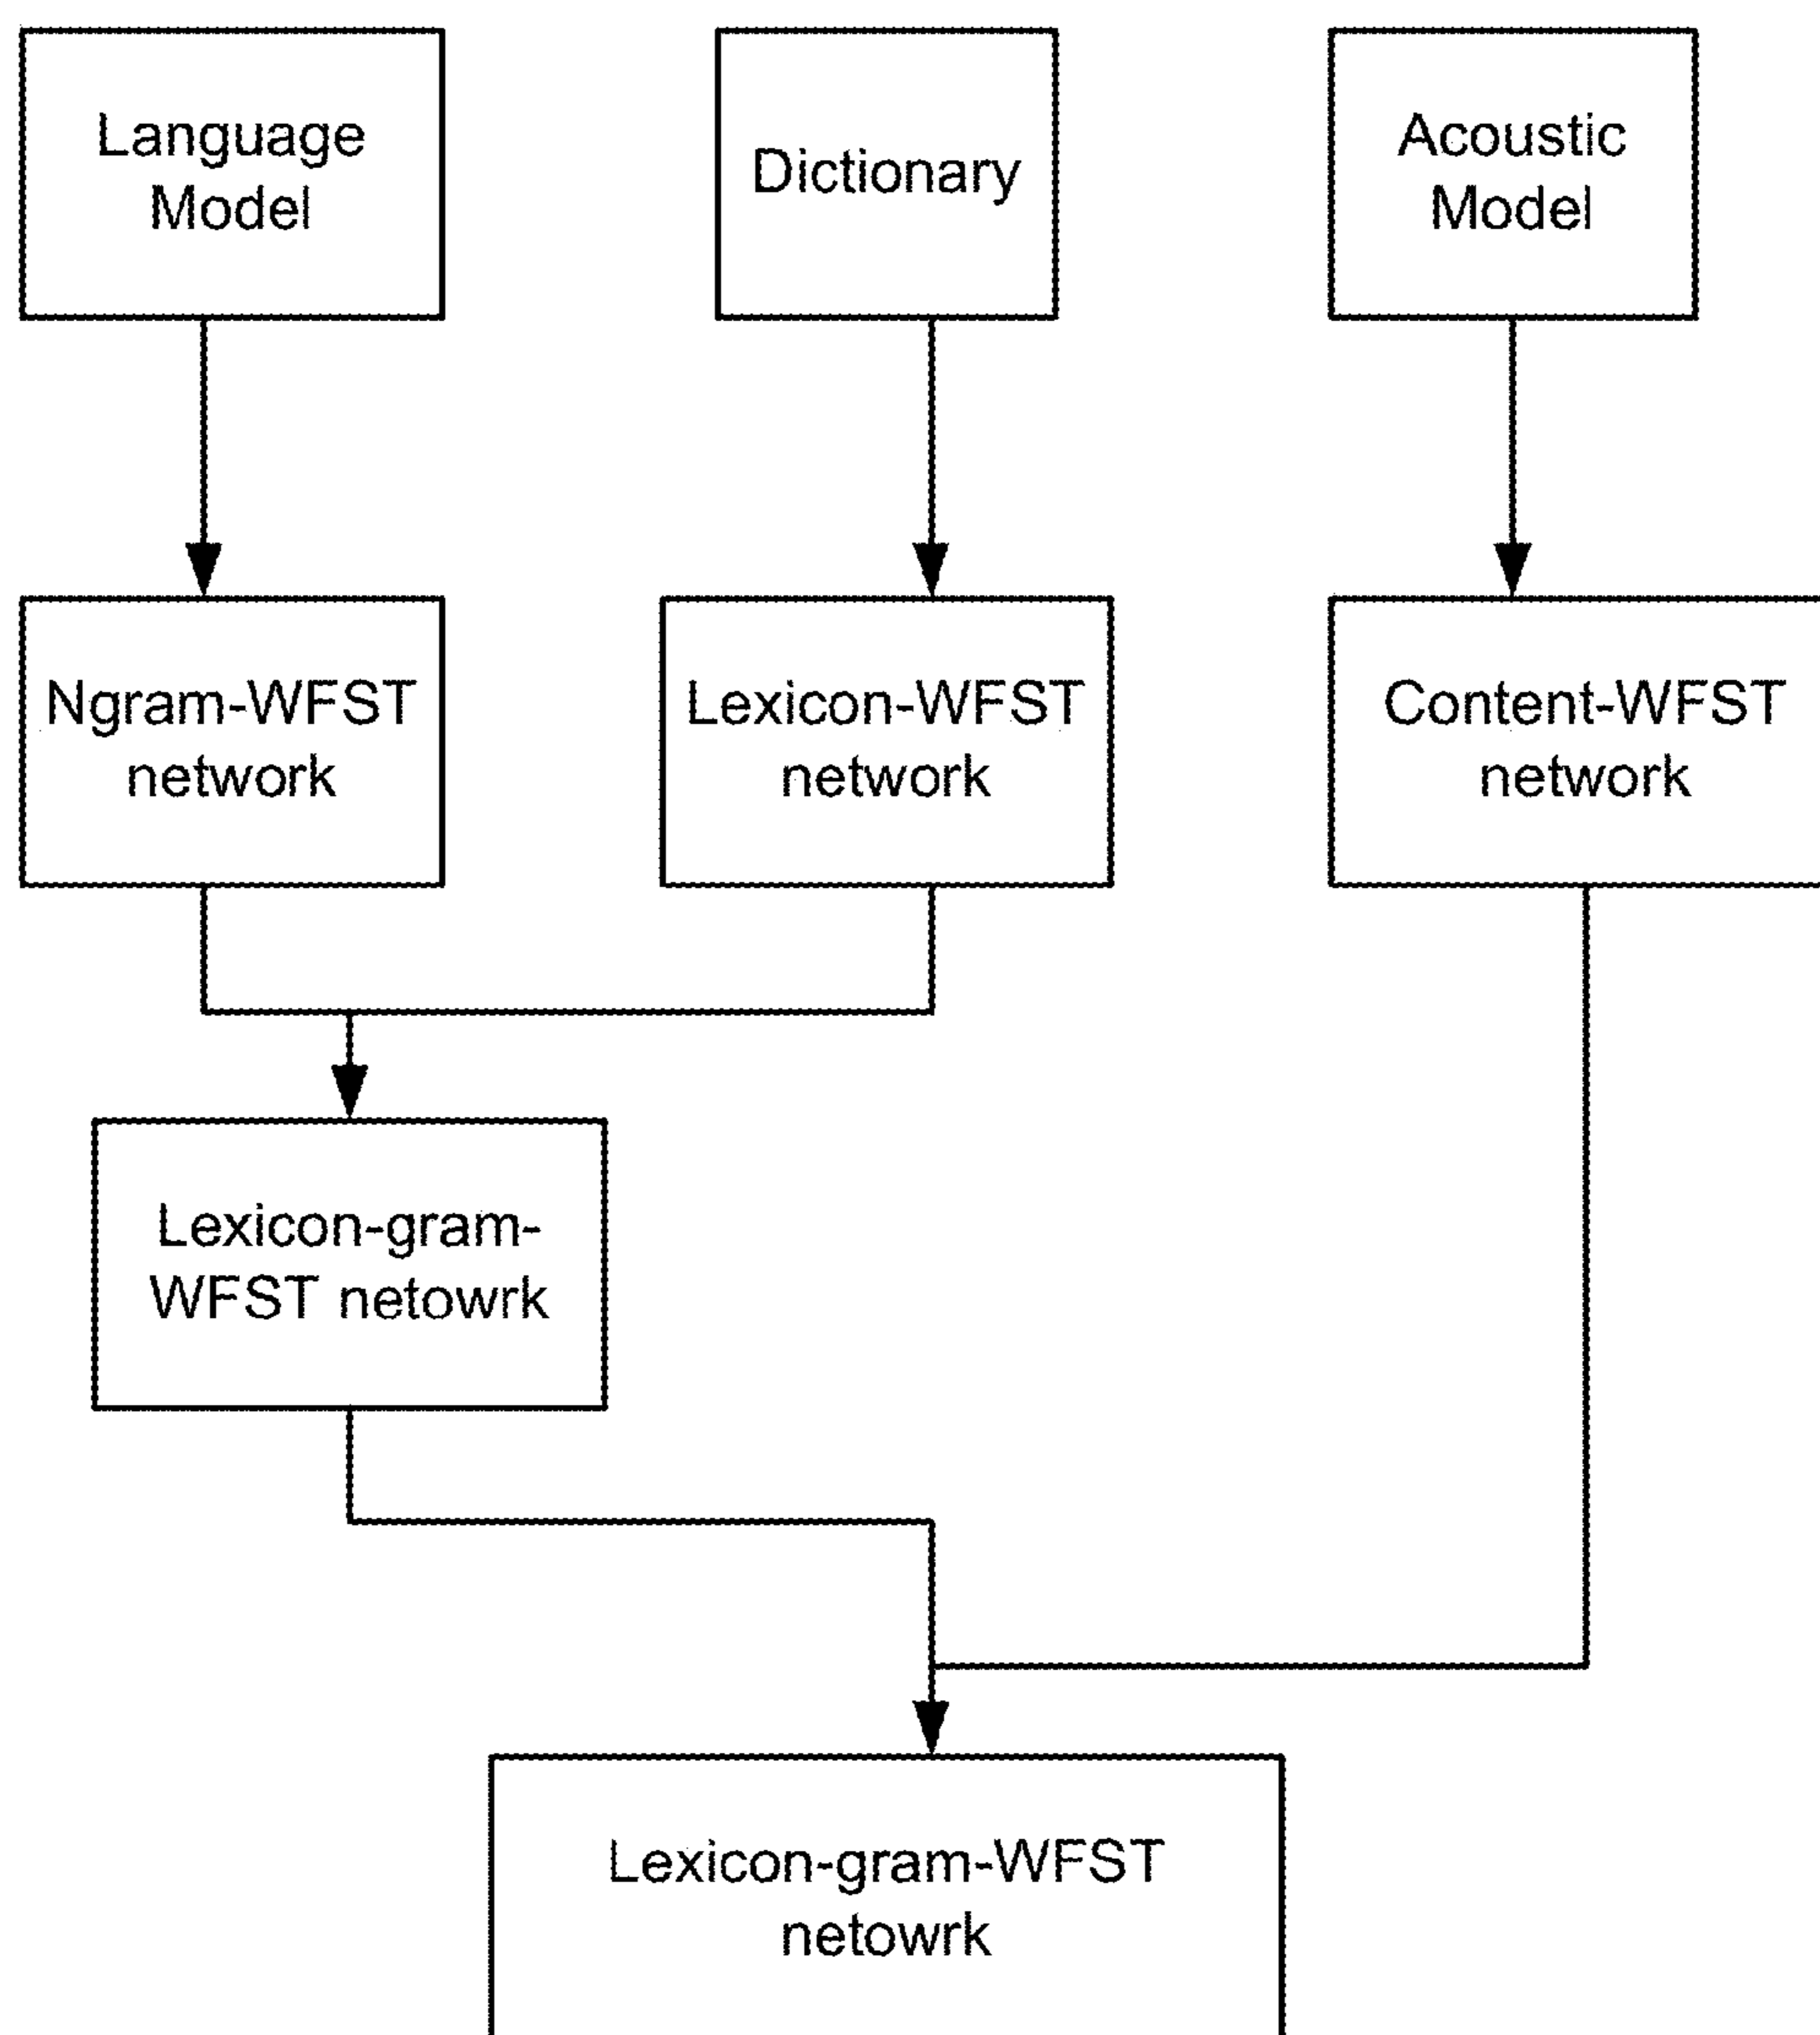 Language
Model
Dictionary
Acoustic
Model
Ngram-WFST
network
Lexicon-WFST
network
Content-WFST
network
Lexicon-gram-
WFST netowrk
Lexicon-gram-WFST
netowrk